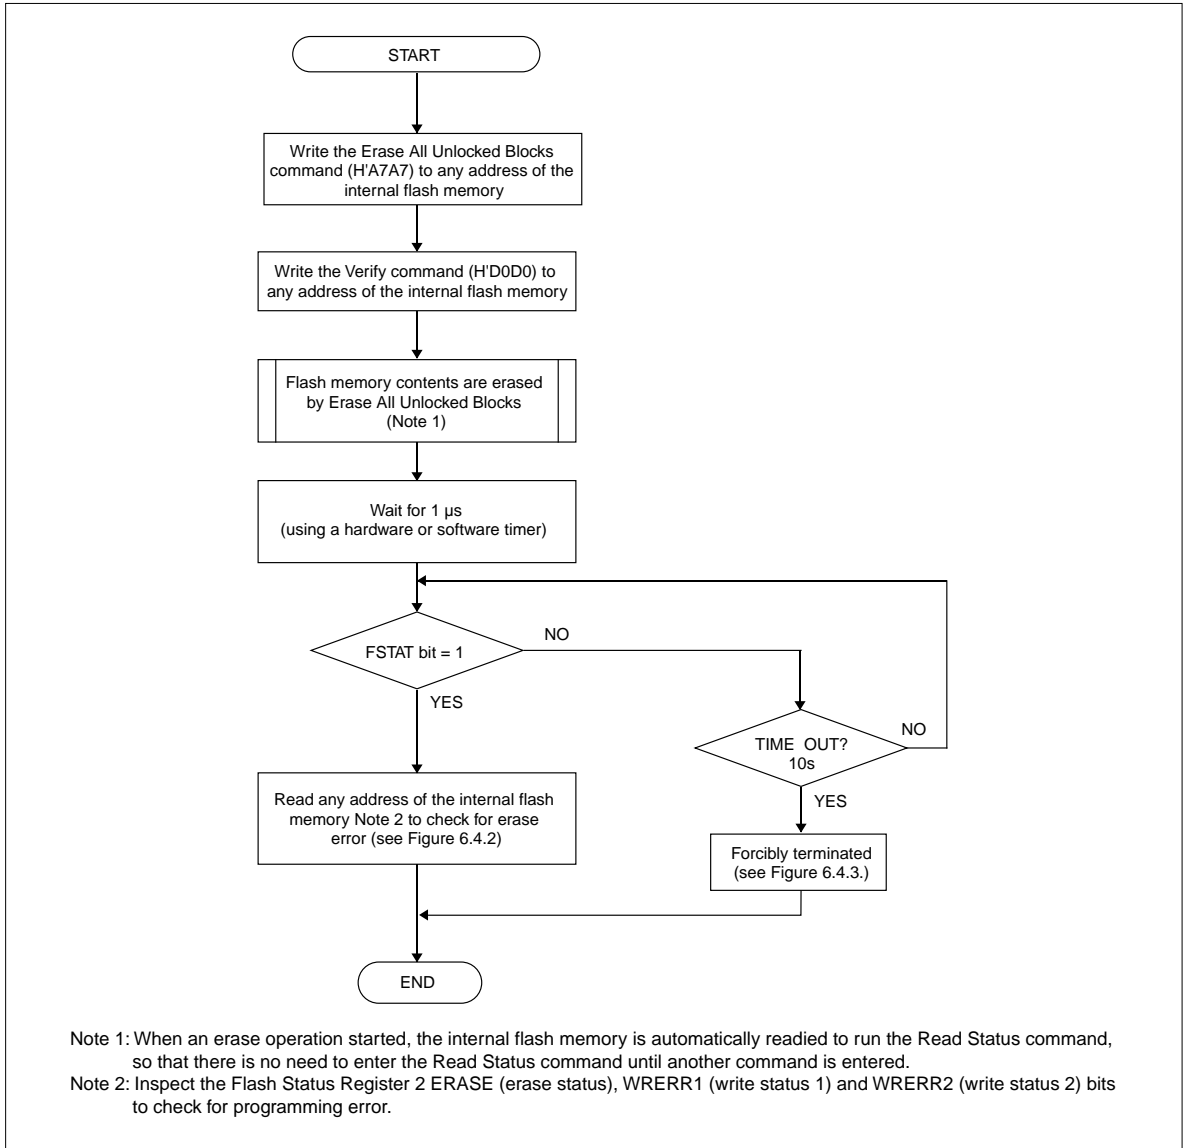 START
Write the Erase All Unlocked Blocks
command (H'A7A7) to any address of the
internal flash memory
Write the Verify command (H'D0D0) to
any address of the internal flash memory
Flash memory contents are erased
by Erase All Unlocked Blocks
(Note 1)
Wait for 1 µs
(using a hardware or software timer)
FSTAT bit = 1
NO
YES
TIME OUT?
10s
NO
YES
Read any address of the internal flash
memory Note 2 to check for erase
error (see Figure 6.4.2)
Forcibly terminated
(see Figure 6.4.3.)
END
Note 1: When an erase operation started, the internal flash memory is automatically readied to run the Read Status command,
so that there is no need to enter the Read Status command until another command is entered.
Note 2: Inspect the Flash Status Register 2 ERASE (erase status), WRERR1 (write status 1) and WRERR2 (write status 2) bits
to check for programming error.